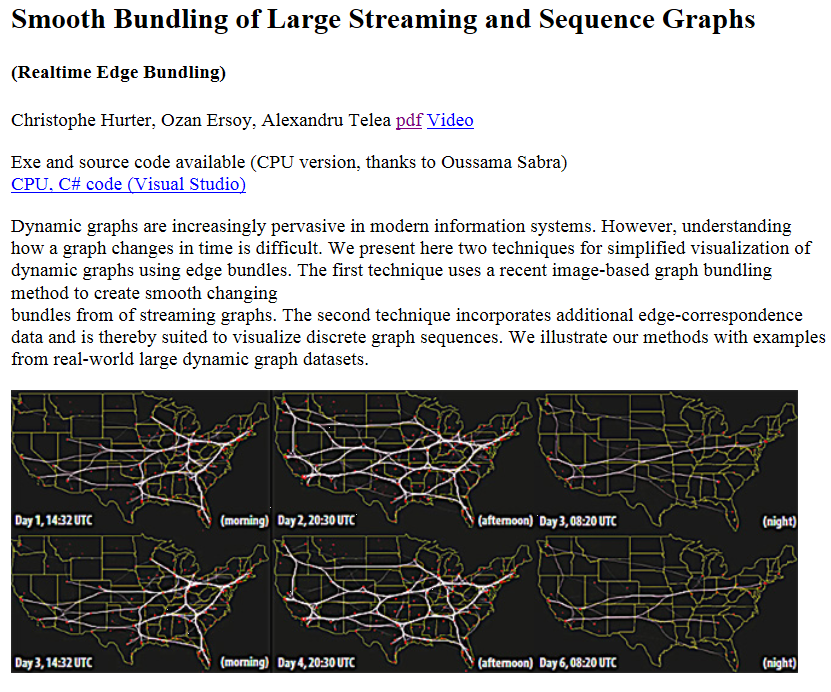 Smooth Bundling of Large Streaming and Sequence Graphs
(Realtime Edge Bundling)
Christophe Hurter, Ozan Ersoy, Alexandru Telea pdf Video
Exe and source code available (CPU version, thanks to Oussama Sabra)
CPU, C# code (Visual Studio)
Dynamic graphs are increasingly pervasive in modern information systems. However, understanding
how a graph changes in time is difficult. We present here two techniques for simplified visualization of
dynamic graphs using edge bundles. The first technique uses a recent image-based graph bundling
method to create smooth changing
bundles from of streaming graphs. The second technique incorporates additional edge-correspondence
data and is thereby suited to visualize discrete graph sequences. We illustrate our methods with examples
from real-world large dynamic graph datasets.
Day 1, 14:32 UTC (morning) Day 2, 20:30 UTC (afternoon) Day 3, 08:20 UTC (night)
Day 3, 14:32 UTC (morning) Day 4, 20:30 UTC (afternoon) Day 6, 08:20 UTC (night)